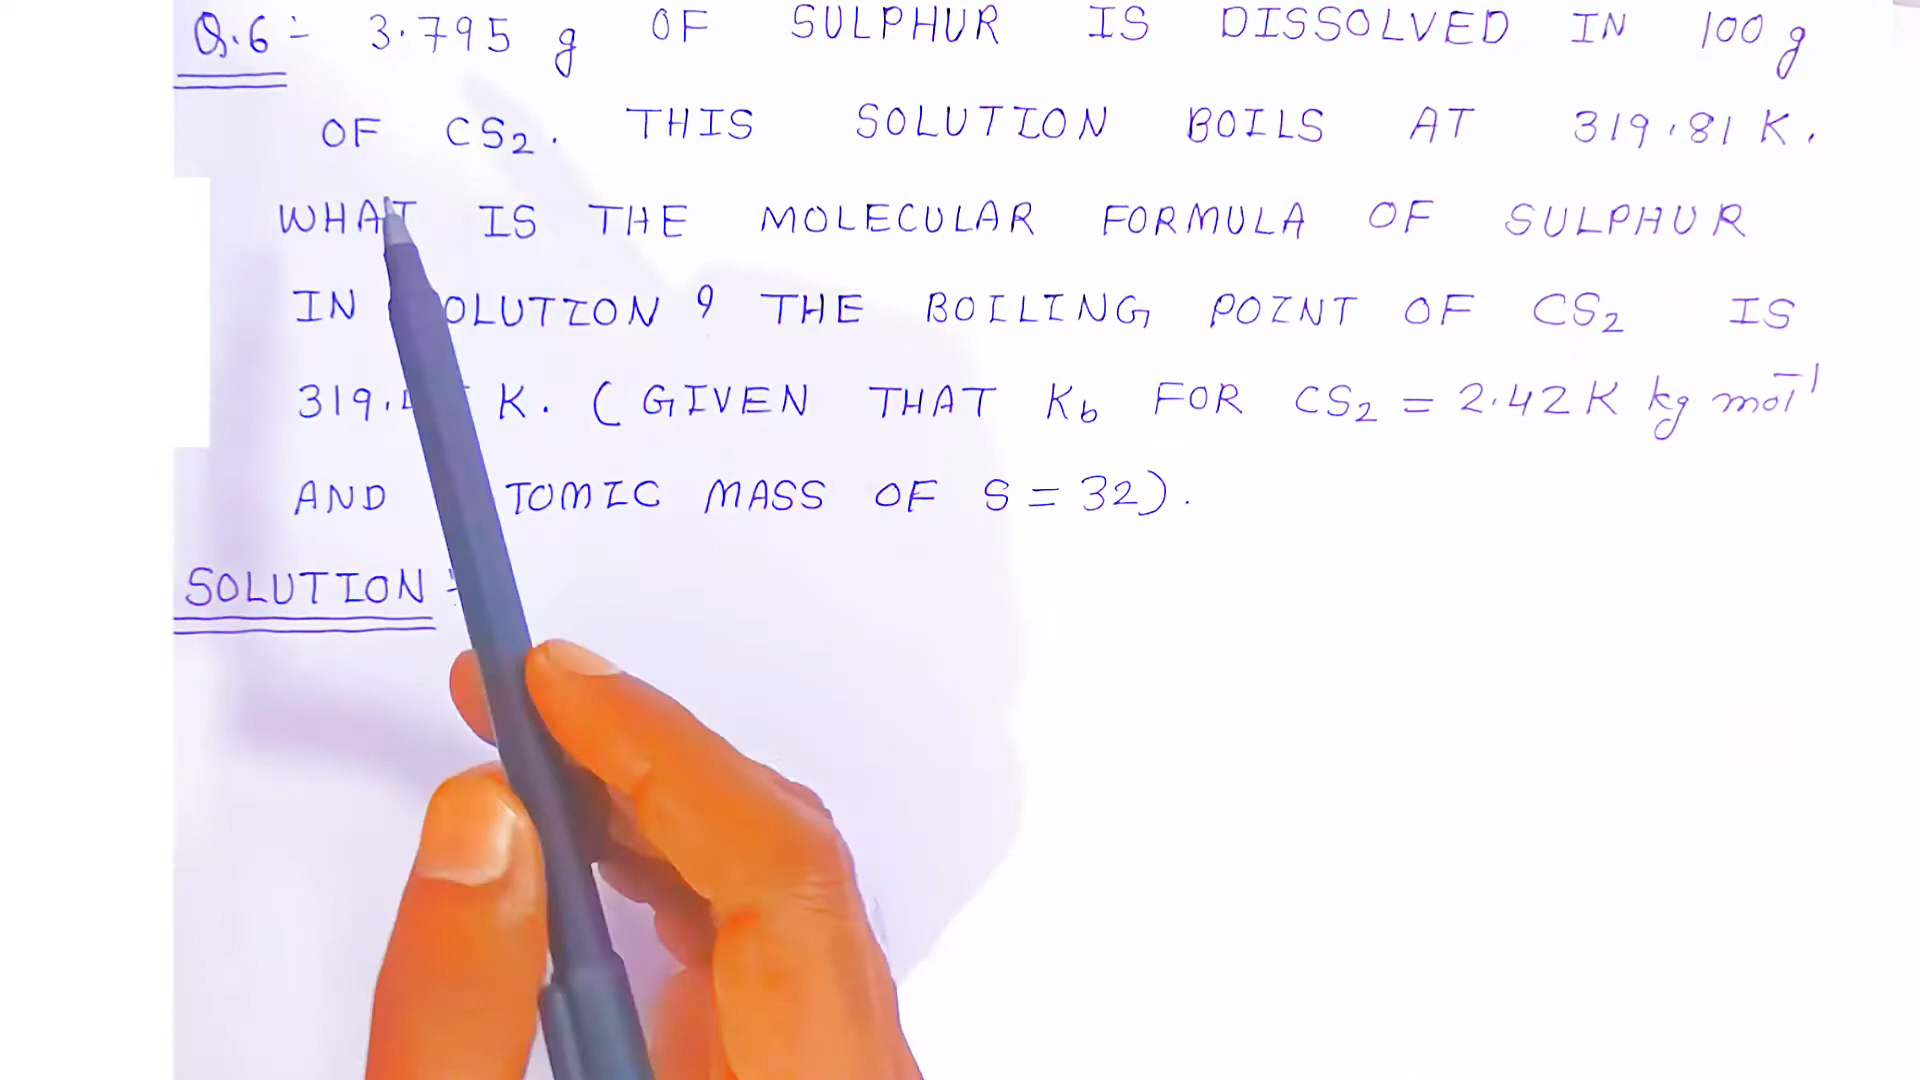 Q.6:- 3.795 g OF SULPHUR IS DISSOLVED IN 100 g
OF CS2. THIS SOLUTION BOILS AT 319.81 K.
WHAT IS THE MOLECULAR FORMULA OF SULPHUR
IN OLUTION ? THE BOILING POINT OF CS2 IS
319. K. (GIVEN THAT Kb FOR CS2 = 2.42 K kg mol⁻¹
AND TOMIC MASS OF S = 32).
SOLUTION :-